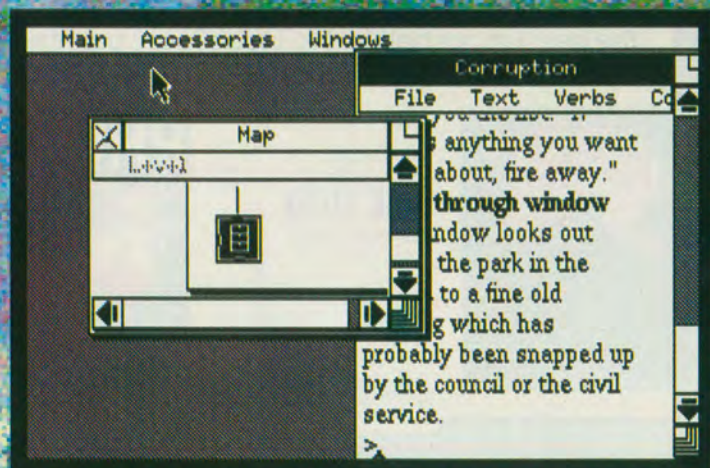 Main Accessories Windows
Corruption
File Text Verbs
Map
Level
anything you want
about, fire away."
through window
looks out
the park in the
to a fine old
which has
probably been snapped up
by the council or the civil
service.
>